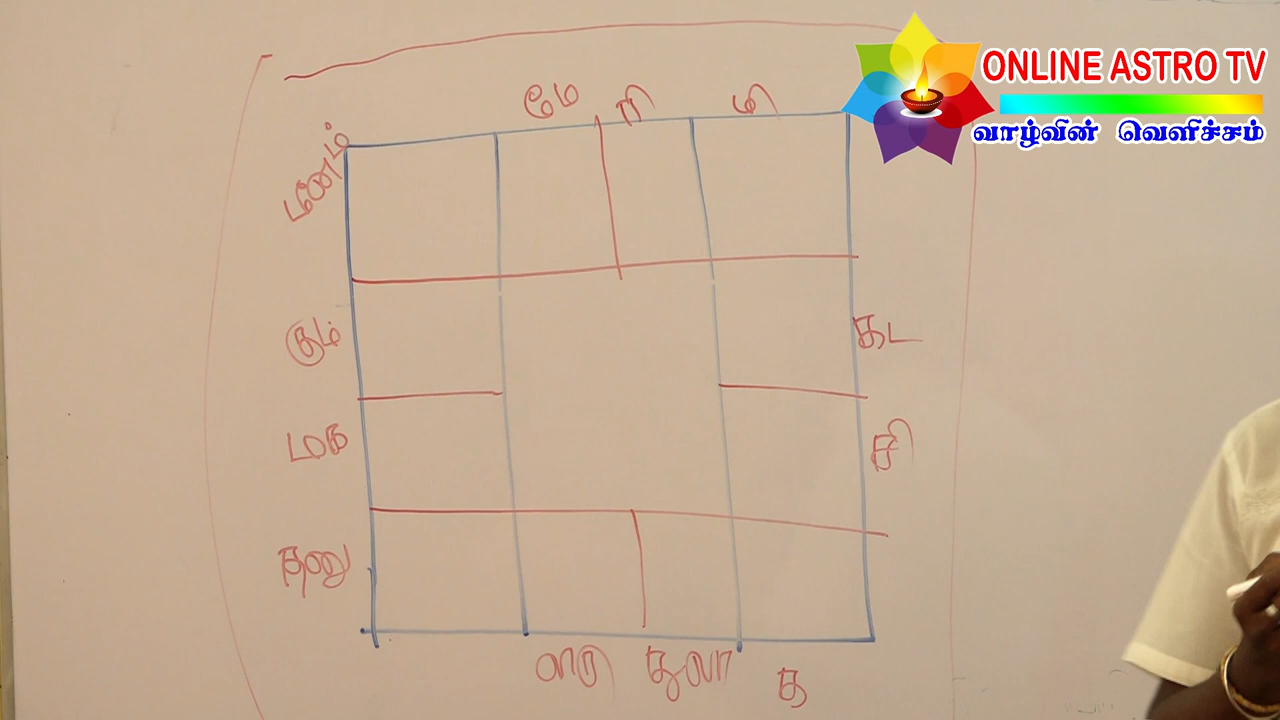 ONLINE ASTRO TV
வாழ்வின் வெளிச்சம்
மே ரி மி
மீனம்
கும் கட
மக சி
தனு
விரு துலா க